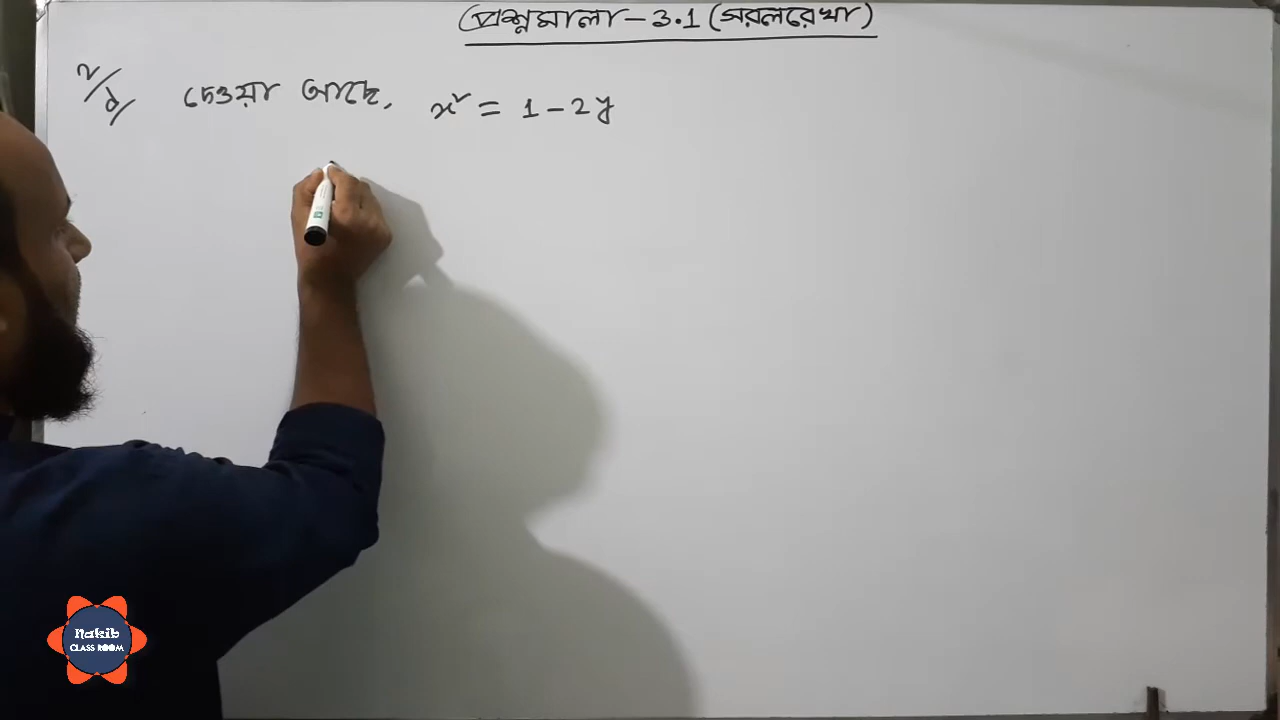 প্রশ্নমালা – 3.1 (সরলরেখা)
২/d/ দেওয়া আছে, x² = 1 – 2y
Nakib
CLASS ROOM